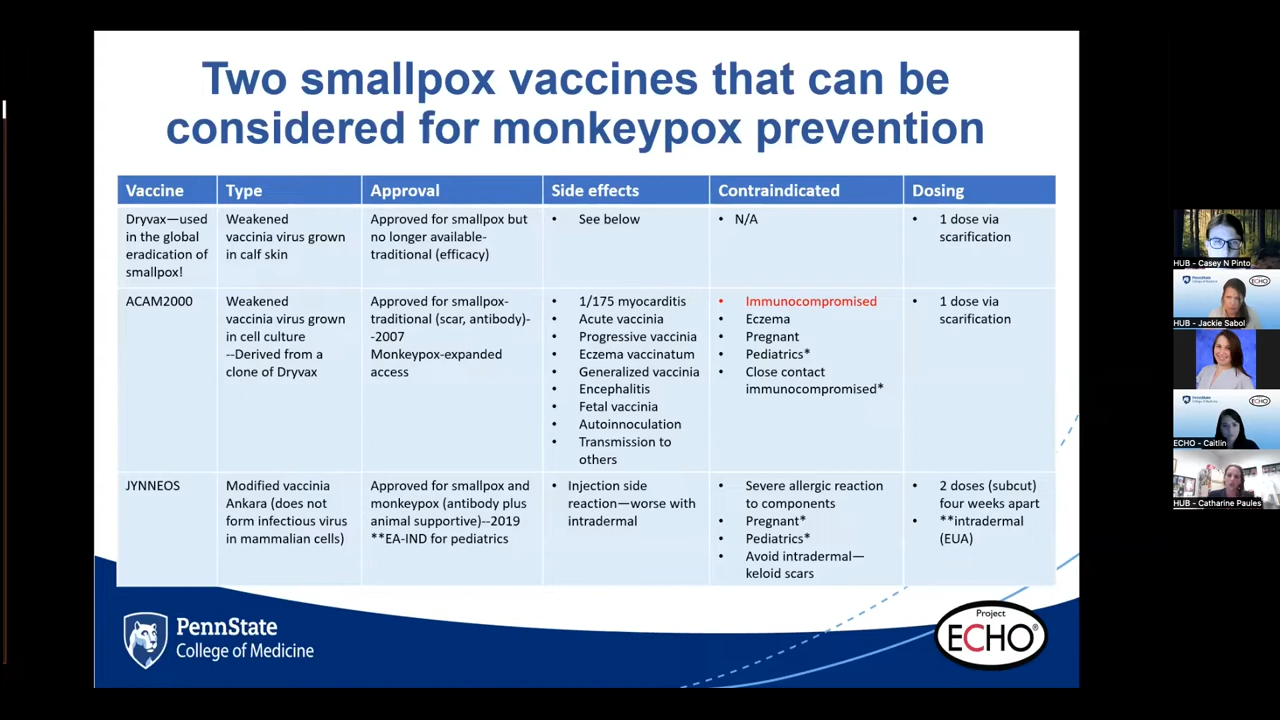 Two smallpox vaccines that can be
considered for monkeypox prevention
Vaccine
Type
Approval
Side effects
Contraindicated
Dosing
Dryvax—used
in the global
eradication of
smallpox!
Weakened
vaccinia virus grown
in calf skin
Approved for smallpox but
no longer available-
traditional (efficacy)
• See below
• N/A
• 1 dose via
scarification
ACAM2000
Weakened
vaccinia virus grown
in cell culture
--Derived from a
clone of Dryvax
Approved for smallpox-
traditional (scar, antibody)-
-2007
Monkeypox-expanded
access
• 1/175 myocarditis
• Acute vaccinia
• Progressive vaccinia
• Eczema vaccinatum
• Generalized vaccinia
• Encephalitis
• Fetal vaccinia
• Autoinnoculation
• Transmission to
others
• Immunocompromised
• Eczema
• Pregnant
• Pediatrics*
• Close contact
immunocompromised*
• 1 dose via
scarification
JYNNEOS
Modified vaccinia
Ankara (does not
form infectious virus
in mammalian cells)
Approved for smallpox and
monkeypox (antibody plus
animal supportive)--2019
**EA-IND for pediatrics
• Injection side
reaction—worse with
intradermal
• Severe allergic reaction
to components
• Pregnant*
• Pediatrics*
• Avoid intradermal—
keloid scars
• 2 doses (subcut)
four weeks apart
• **intradermal
(EUA)
PennState
College of Medicine
Project
ECHO®
HUB - Casey N Pinto
HUB - Jackie Sabol
ECHO - Caitlin
HUB - Catharine Paules